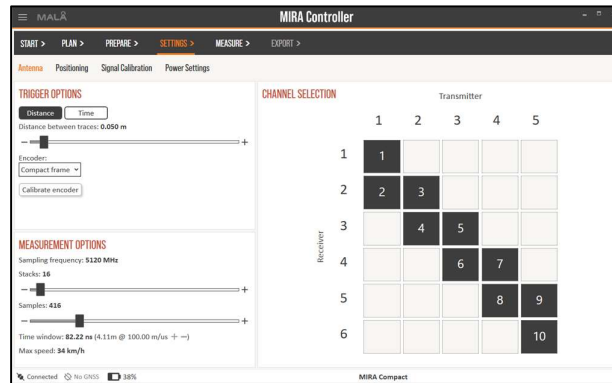 MALÅ
MIRA Controller
START > PLAN > PREPARE > SETTINGS > MEASURE > EXPORT >
Antenna Positioning Signal Calibration Power Settings
TRIGGER OPTIONS
Distance Time
Distance between traces: 0.050 m
− +
Encoder:
Compact frame
Calibrate encoder
MEASUREMENT OPTIONS
Sampling frequency: 5120 MHz
Stacks: 16
− +
Samples: 416
− +
Time window: 82.22 ns (4.11m @ 100.00 m/us + −)
Max speed: 34 km/h
CHANNEL SELECTION
Transmitter
1 2 3 4 5
Receiver
1 1
2 2 3
3 4 5
4 6 7
5 8 9
6 10
Connected No GNSS 38% MIRA Compact